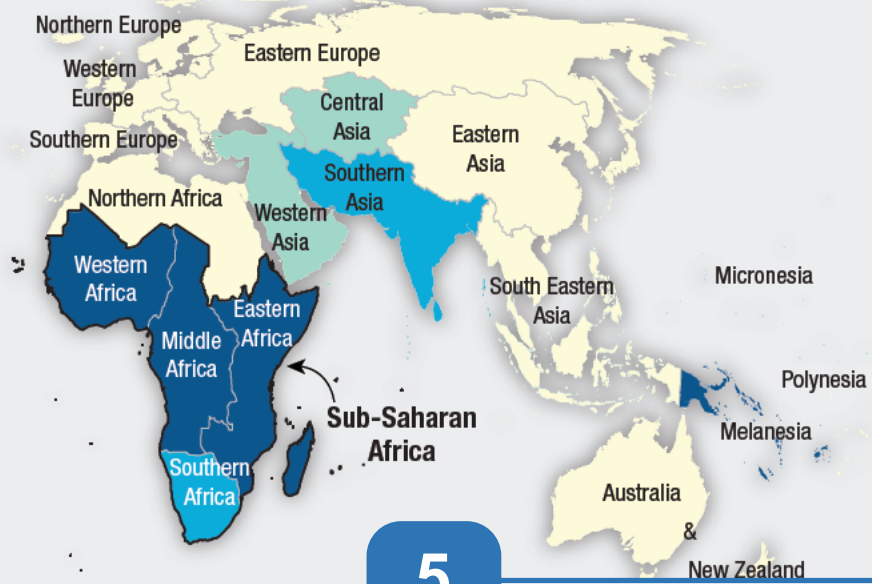 Northern Europe
Eastern Europe
Western
Europe
Southern Europe
Central
Asia
Eastern
Asia
Southern
Asia
Northern Africa
Western
Asia
Western
Africa
Eastern
Africa
Middle
Africa
South Eastern
Asia
Micronesia
Polynesia
Melanesia
Sub-Saharan
Africa
Southern
Africa
Australia
&
New Zealand
5